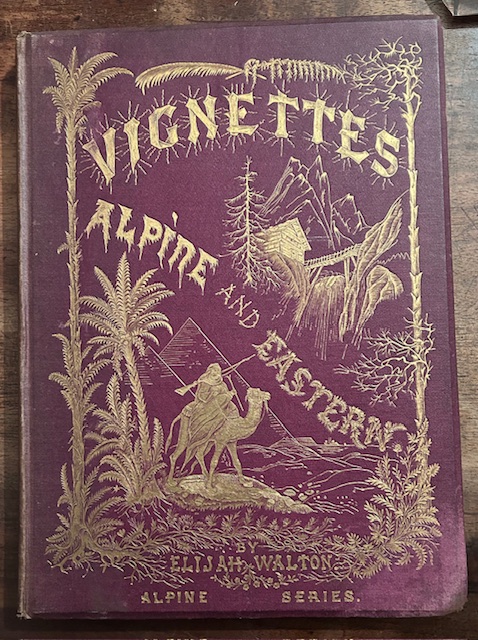 VIGNETTES
ALPINE
AND
EASTERN
BY
ELIJAH WALTON.
ALPINE SERIES.